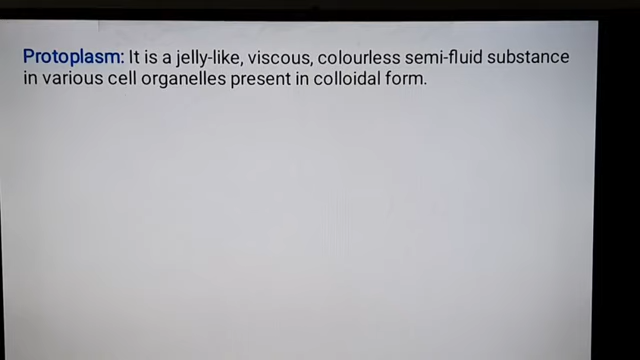 Protoplasm: It is a jelly-like, viscous, colourless semi-fluid substance
in various cell organelles present in colloidal form.